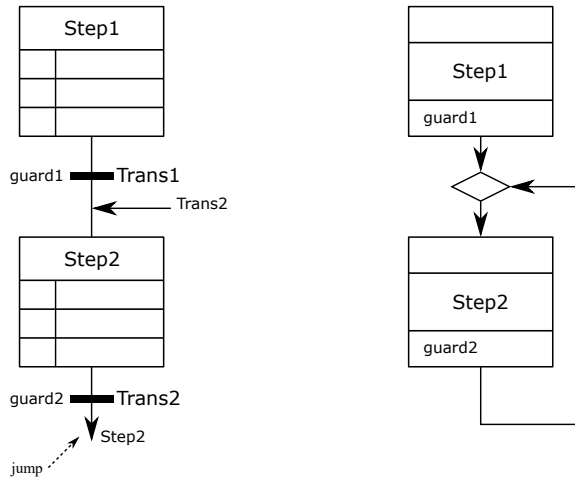 Step1
guard1
Trans1
Trans2
Step2
guard2
Trans2
Step2
jump
Step1
guard1
Step2
guard2